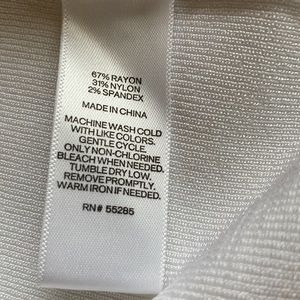 67% RAYON
31% NYLON
2% SPANDEX
MADE IN CHINA
MACHINE WASH COLD
WITH LIKE COLORS.
GENTLE CYCLE.
ONLY NON-CHLORINE
BLEACH WHEN NEEDED.
TUMBLE DRY LOW.
REMOVE PROMPTLY.
WARM IRON IF NEEDED.
RN# 55285